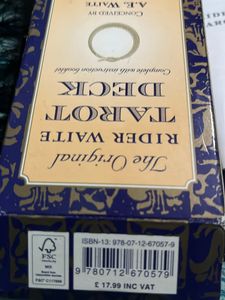 The Original
RIDER WAITE
TAROT
DECK
Complete with instruction booklet
CONCEIVED BY
A.E. WAITE
FSC
MIX
ISBN-13: 978-07-12-67057-9
9 780712 670579
£ 17.99 INC VAT